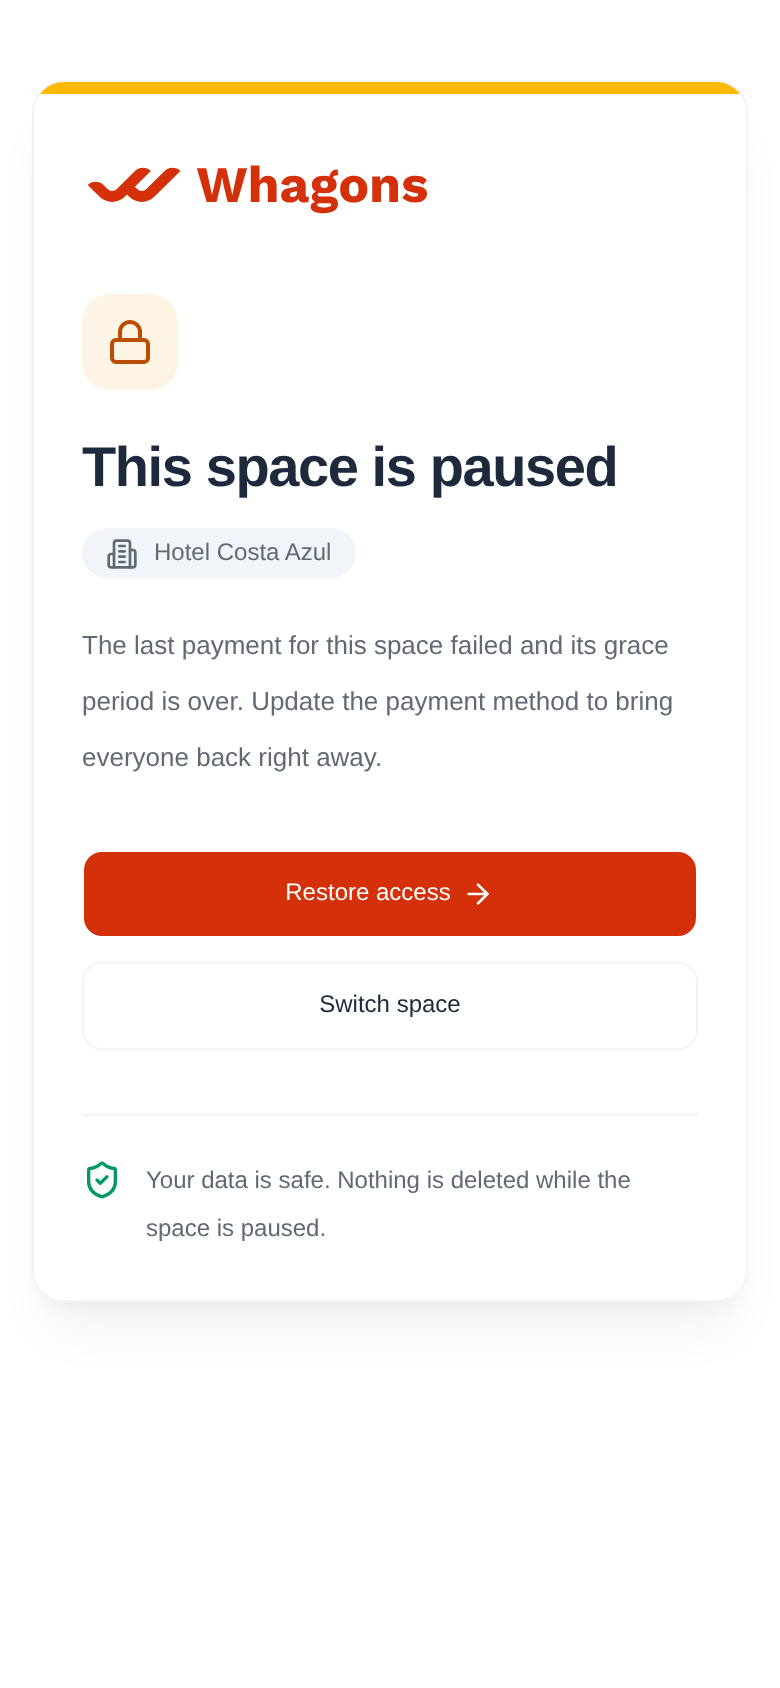 Whagons
This space is paused
Hotel Costa Azul
The last payment for this space failed and its grace
period is over. Update the payment method to bring
everyone back right away.
Restore access
Switch space
Your data is safe. Nothing is deleted while the
space is paused.